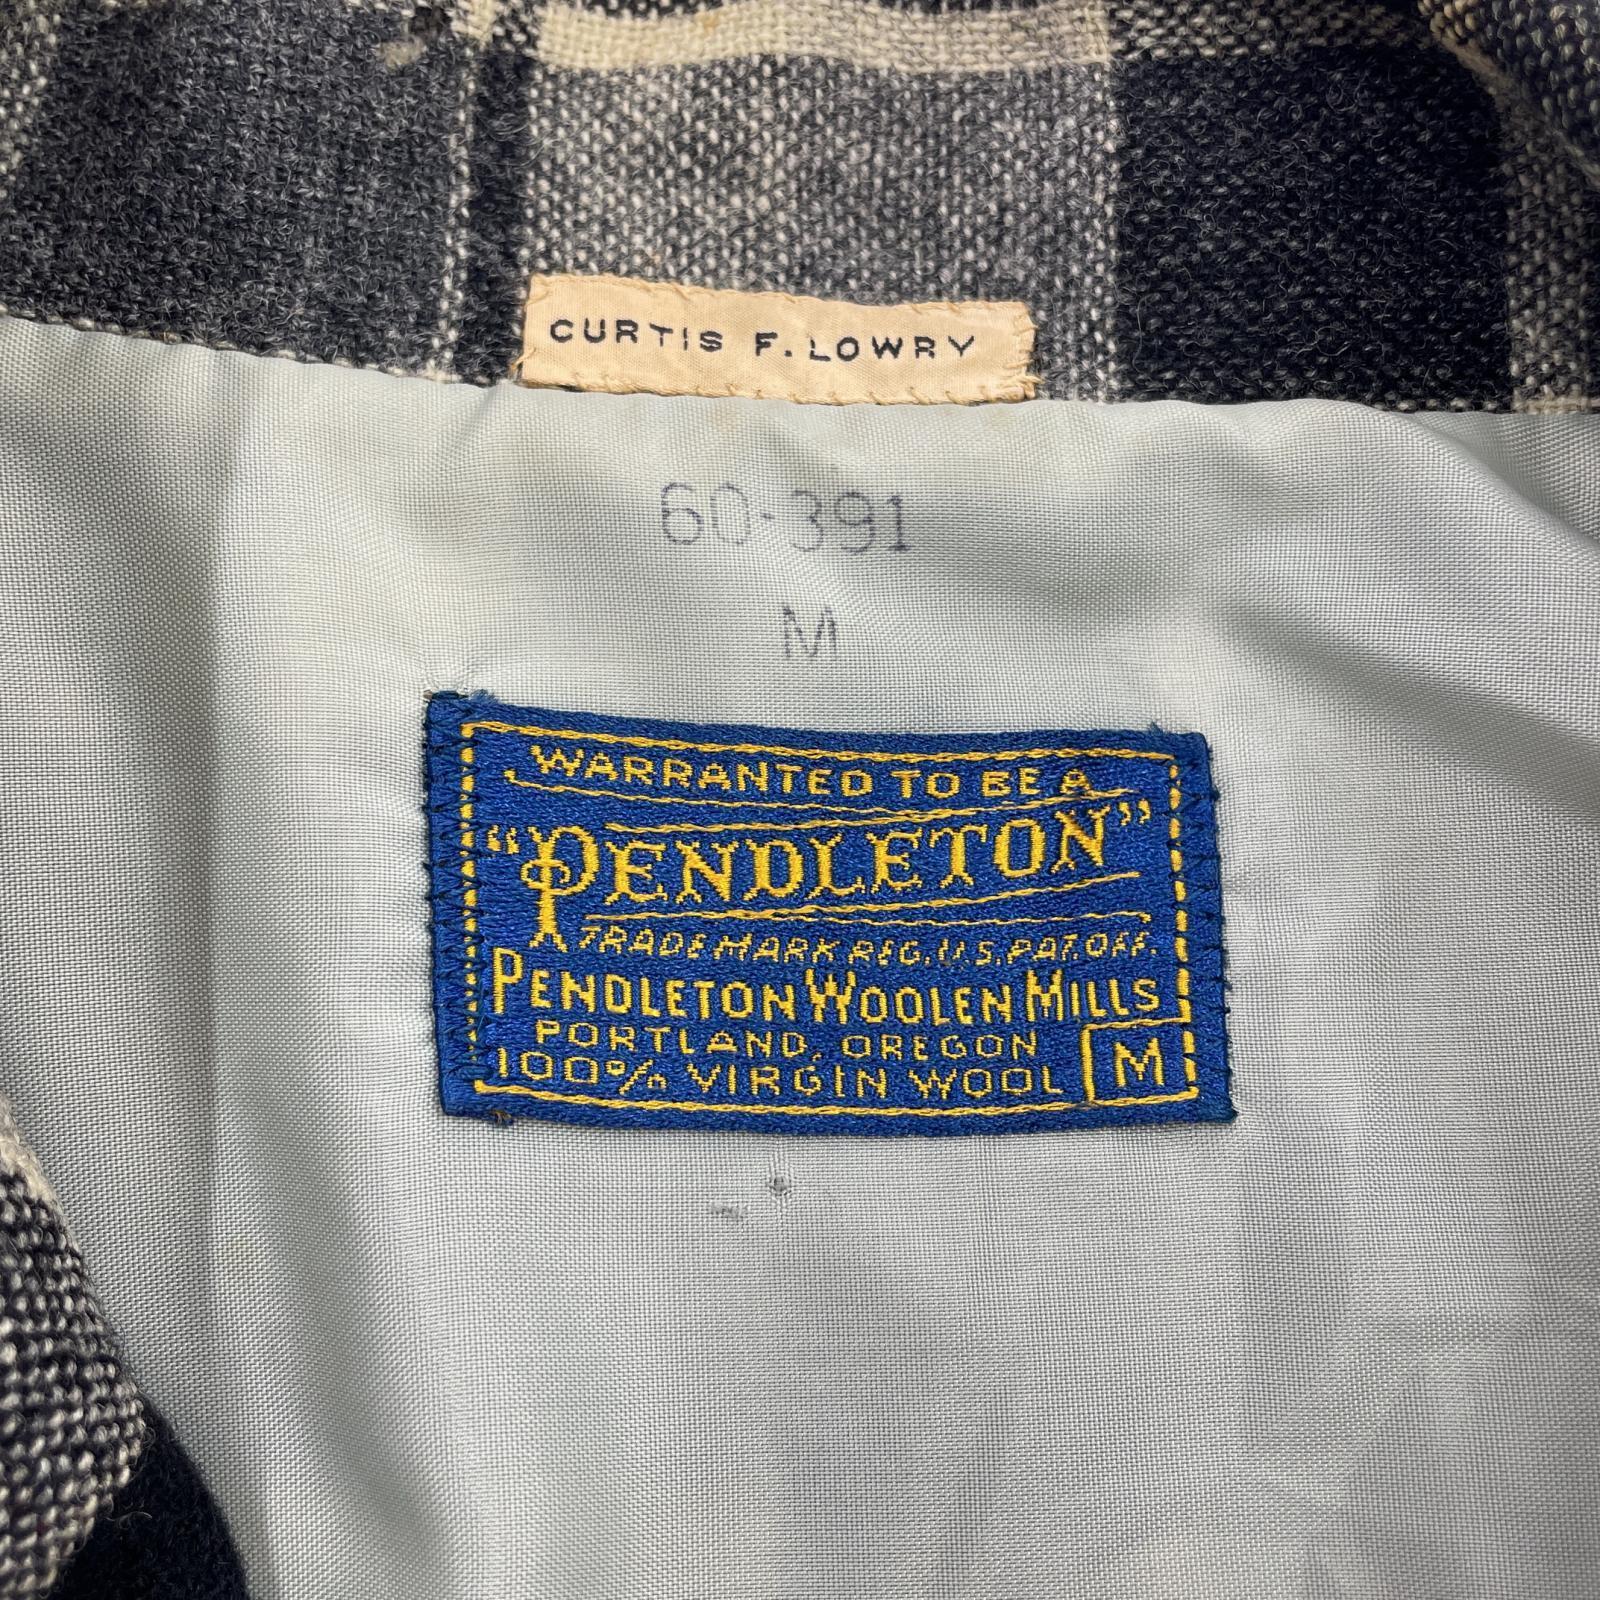 CURTIS F. LOWRY
60-391
M
WARRANTED TO BE A
"PENDLETON"
TRADE MARK REG. U.S. PAT. OFF.
PENDLETON WOOLEN MILLS
PORTLAND, OREGON
100% VIRGIN WOOL M